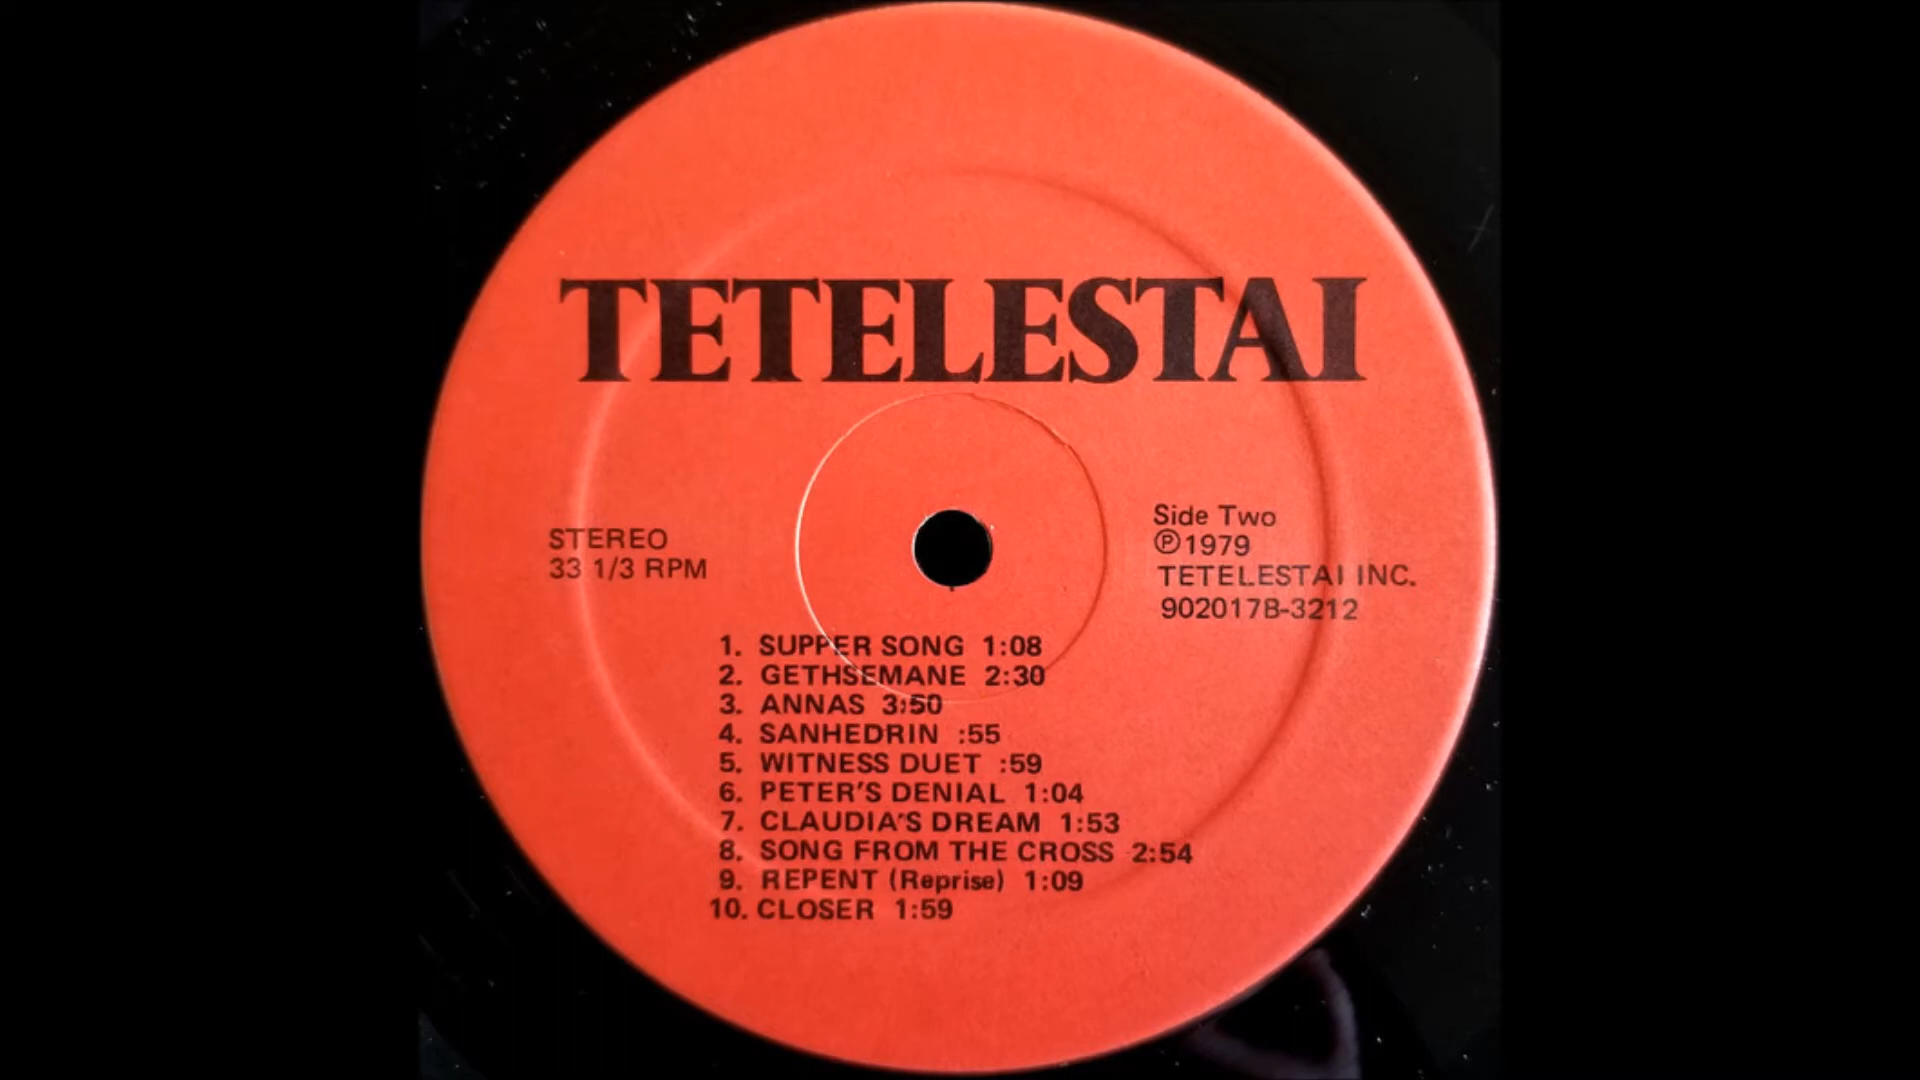 TETELESTAI
STEREO
33 1/3 RPM
Side Two
℗1979
TETELESTAI INC.
902017B-3212
1. SUPPER SONG 1:08
2. GETHSEMANE 2:30
3. ANNAS 3:50
4. SANHEDRIN :55
5. WITNESS DUET :59
6. PETER'S DENIAL 1:04
7. CLAUDIA'S DREAM 1:53
8. SONG FROM THE CROSS 2:54
9. REPENT (Reprise) 1:09
10. CLOSER 1:59